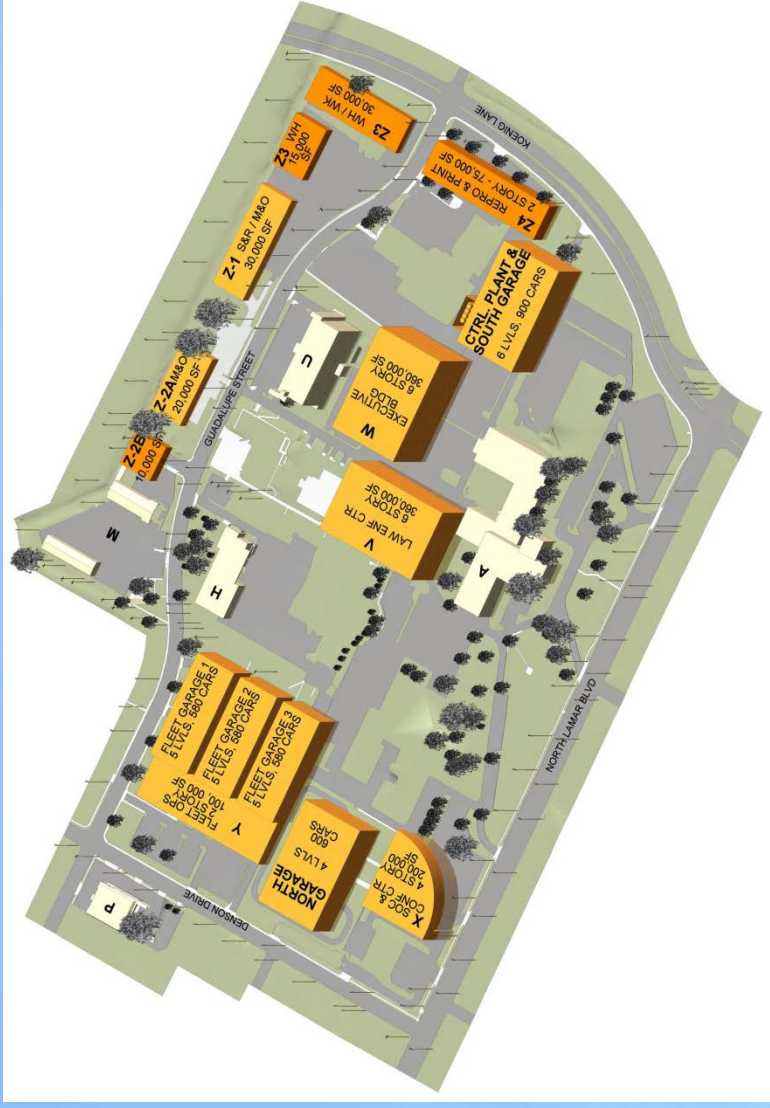 KOENIG LANE
Z3 WH / WK
30,000 SF
Z3 WH
15,000
SF
Z4 REPRO & PRINT
2 STORY - 75,000 SF
Z-1 S&R / M&O
30,000 SF
CTRL. PLANT &
SOUTH GARAGE
6 LVLS, 900 CARS
U
W EXECUTIVE
BLDG
6 STORY
360,000 SF
GUADALUPE STREET
Z-2A M&O
20,000 SF
Z-2B
10,000 SF
V LAW ENF CTR
6 STORY
360,000 SF
A
M
H
NORTH LAMAR BLVD
FLEET GARAGE 1
5 LVLS, 580 CARS
FLEET GARAGE 2
5 LVLS, 580 CARS
FLEET GARAGE 3
5 LVLS, 580 CARS
Y FLEET OPS
2 STORY
100, 000 SF
NORTH
GARAGE
4 LVLS
600
CARS
X SOC &
CONF CTR
4 STORY
200,000
SF
P
DENSON DRIVE